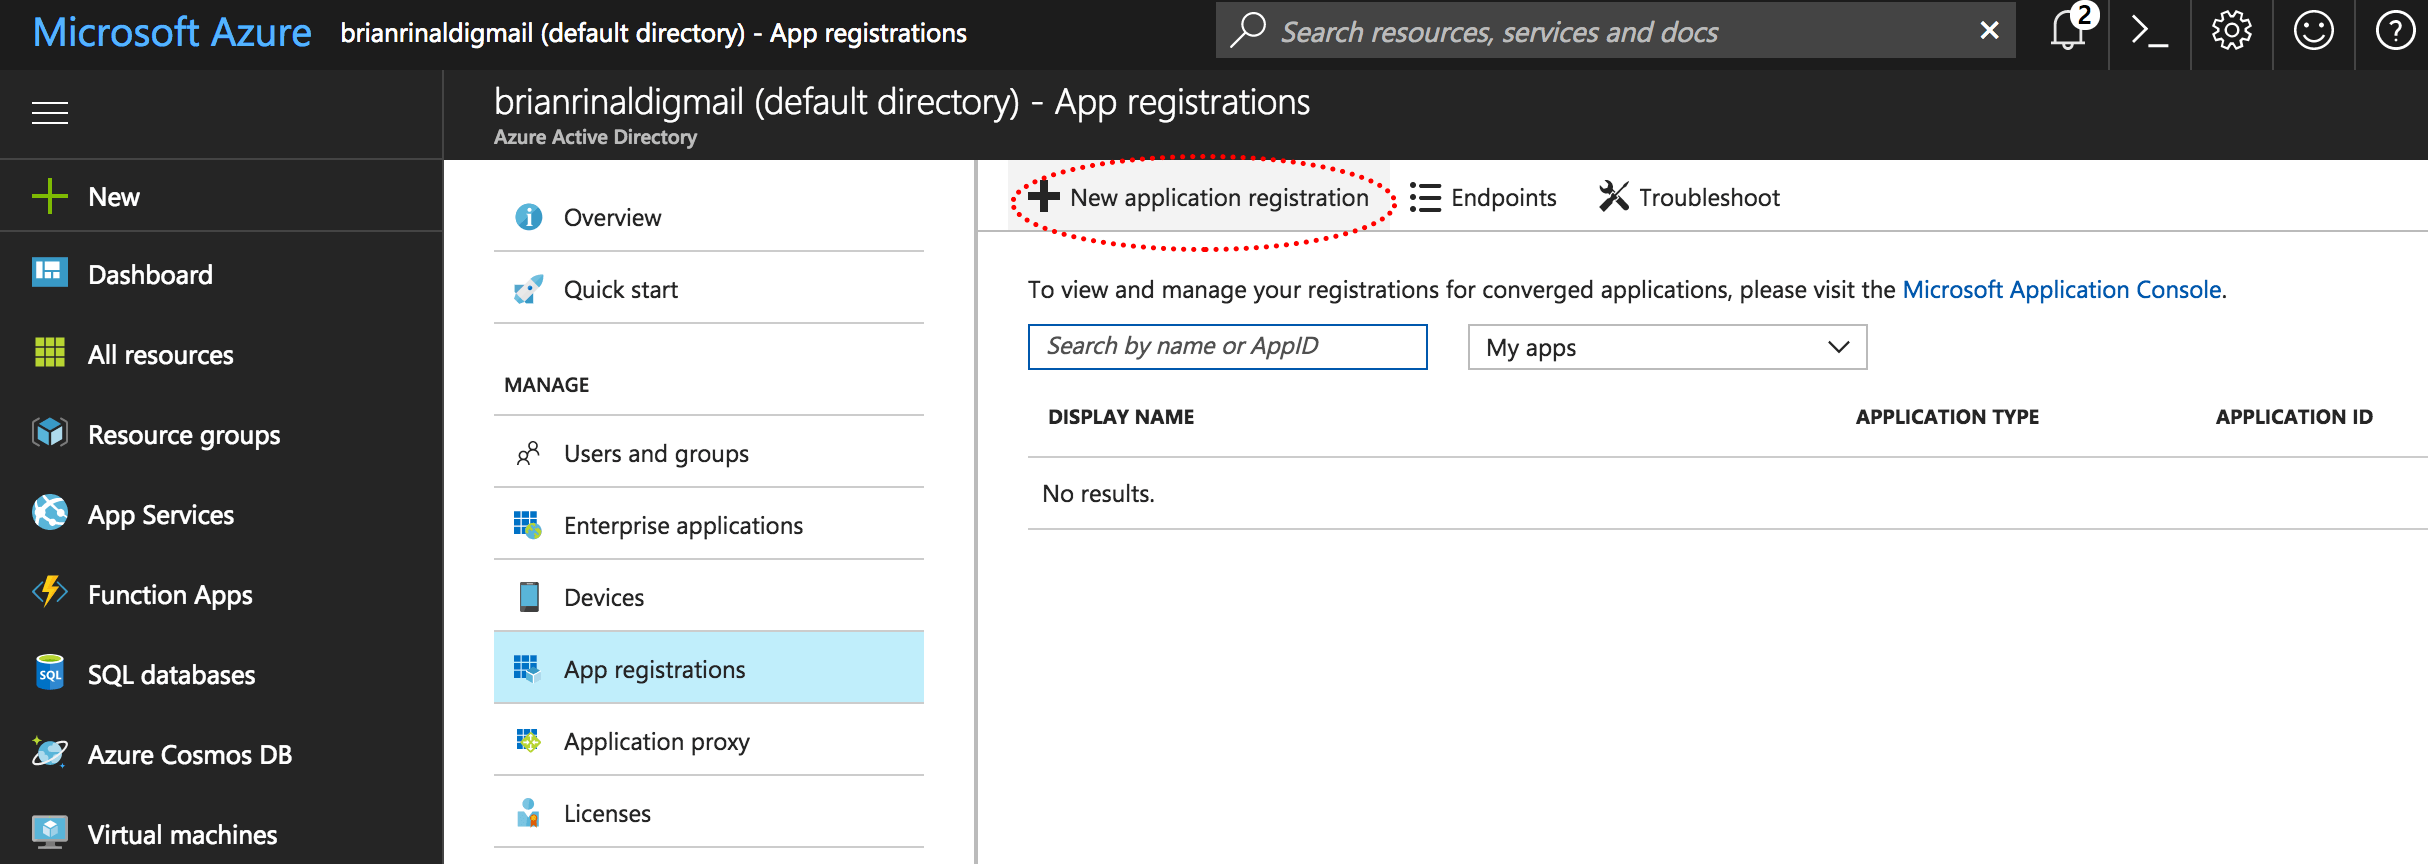 Microsoft Azure brianrinaldigmail (default directory) - App registrations
Search resources, services and docs
2
brianrinaldigmail (default directory) - App registrations
Azure Active Directory
New
Dashboard
All resources
Resource groups
App Services
Function Apps
SQL
SQL databases
Azure Cosmos DB
Virtual machines
Overview
Quick start
MANAGE
Users and groups
Enterprise applications
Devices
App registrations
Application proxy
Licenses
New application registration Endpoints Troubleshoot
To view and manage your registrations for converged applications, please visit the Microsoft Application Console.
Search by name or AppID My apps
DISPLAY NAME APPLICATION TYPE APPLICATION ID
No results.